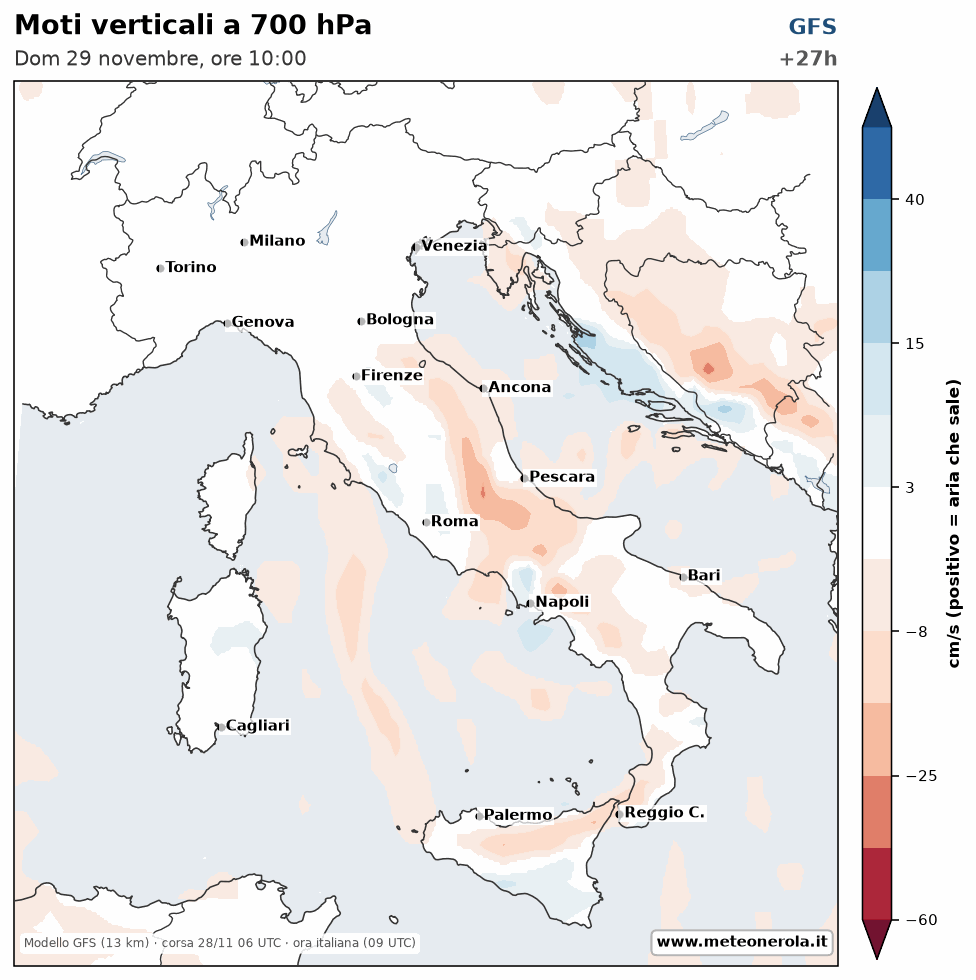 Moti verticali a 700 hPa
GFS
Dom 29 novembre, ore 10:00
+27h
Milano
Venezia
Torino
Genova
Bologna
Firenze
Ancona
Pescara
Roma
Bari
Napoli
Cagliari
Palermo
Reggio C.
40
15
3
−8
−25
−60
cm/s (positivo = aria che sale)
Modello GFS (13 km) · corsa 28/11 06 UTC · ora italiana (09 UTC)
www.meteonerola.it